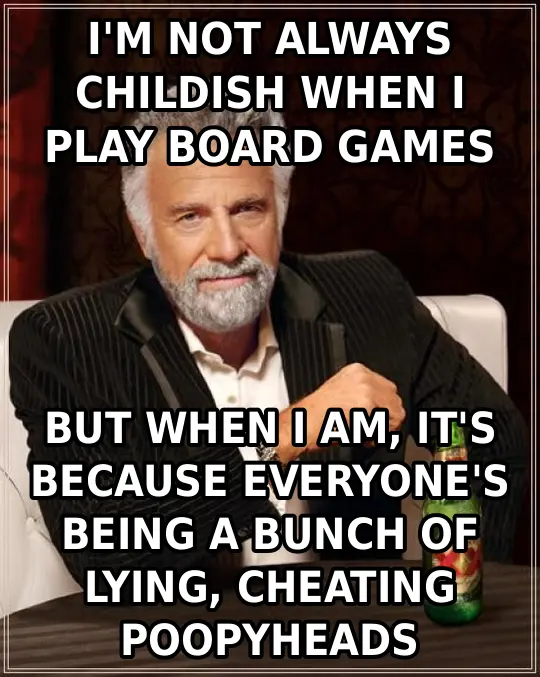 I'M NOT ALWAYS
CHILDISH WHEN I
PLAY BOARD GAMES
BUT WHEN I AM, IT'S
BECAUSE EVERYONE'S
BEING A BUNCH OF
LYING, CHEATING
POOPYHEADS